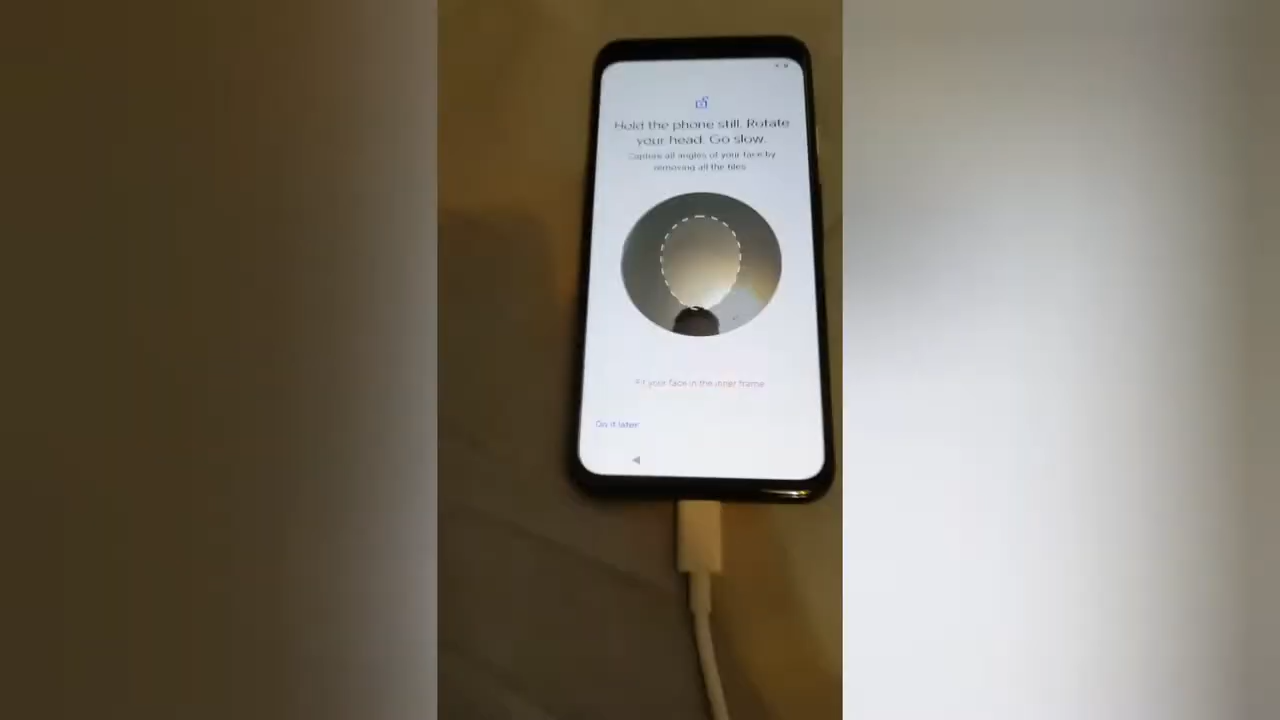 Hold the phone still. Rotate
your head. Go slow.
Capture all angles of your face by
removing all the tiles
Fit your face in the inner frame
Do it later